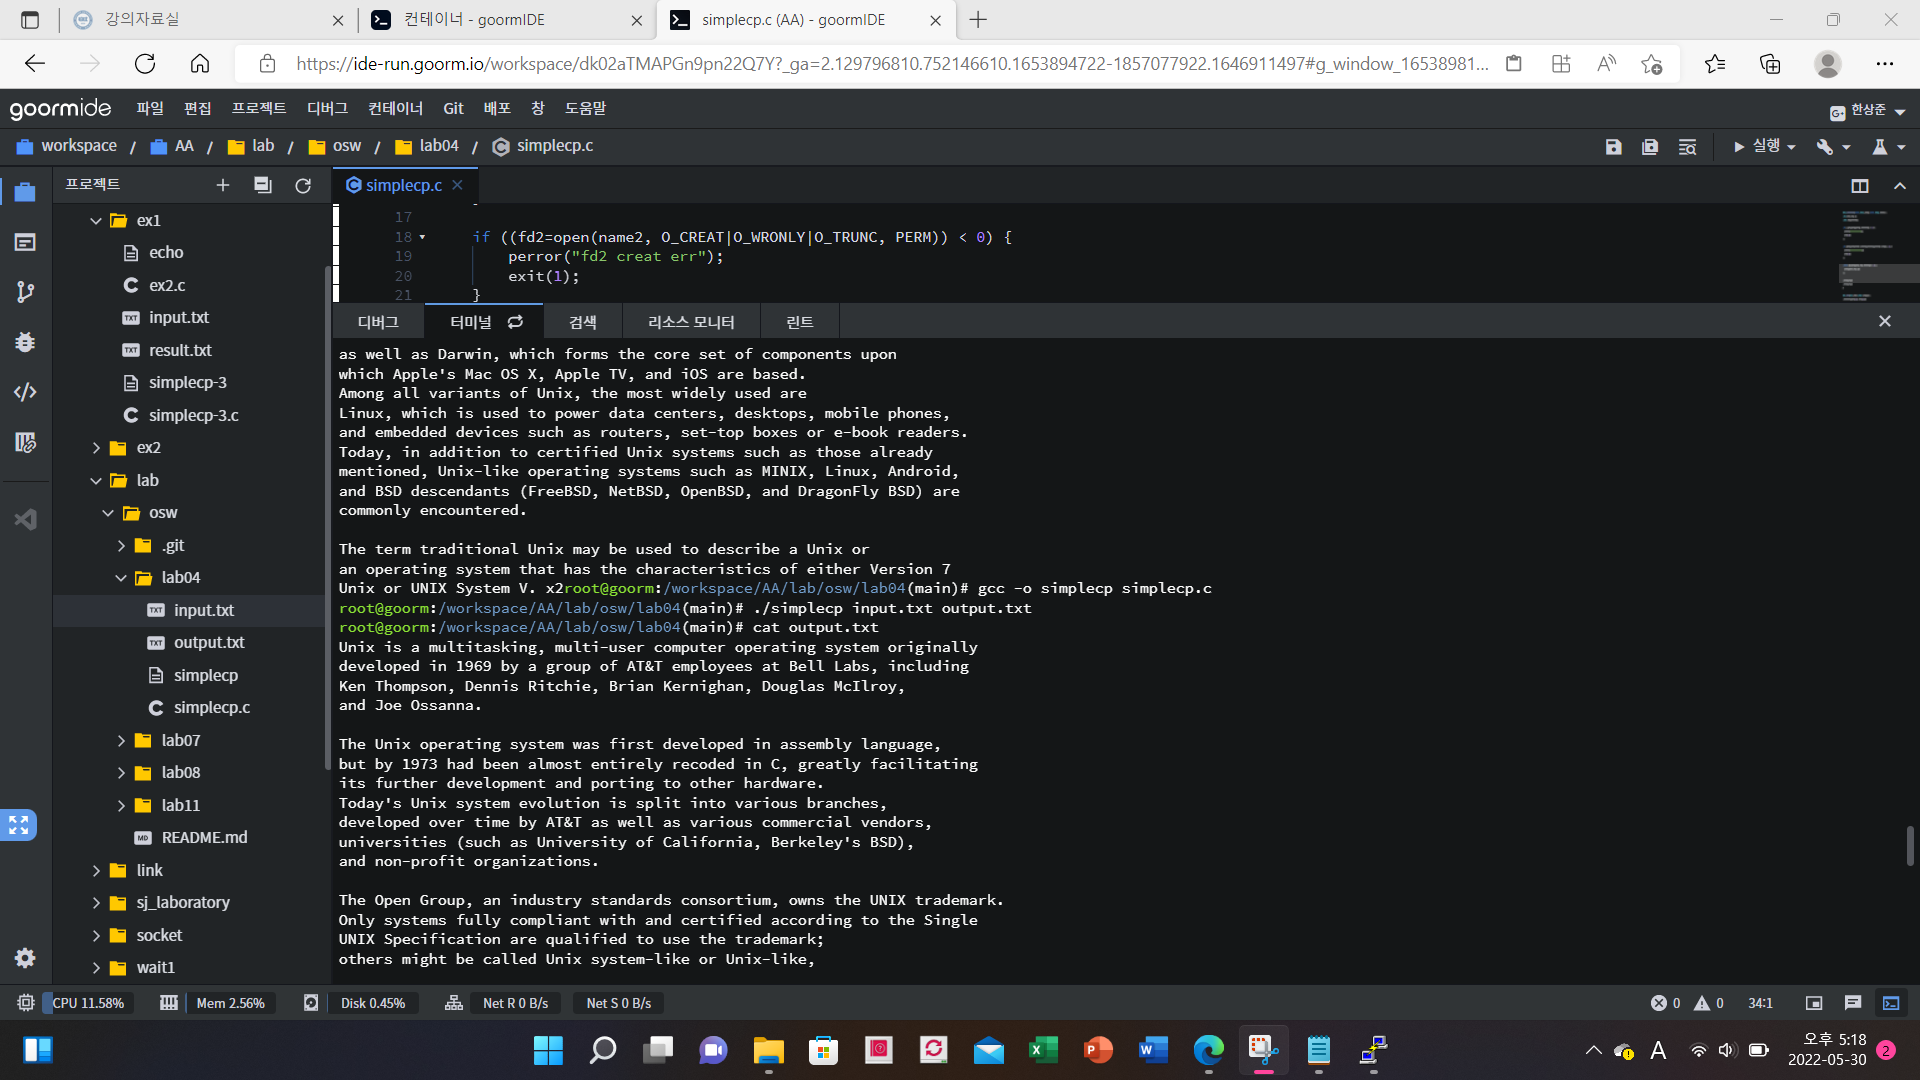 강의자료실
컨테이너 - goormIDE
simplecp.c (AA) - goormIDE
https://ide-run.goorm.io/workspace/dk02aTMAPGn9pn22Q7Y?_ga=2.129796810.752146610.1653894722-1857077922.1646911497#g_window_16538981...
goormide 파일 편집 프로젝트 디버그 컨테이너 Git 배포 창 도움말
한상준
workspace / AA / lab / osw / lab04 / simplecp.c
실행
프로젝트
ex1
echo
ex2.c
input.txt
result.txt
simplecp-3
simplecp-3.c
ex2
lab
osw
.git
lab04
input.txt
output.txt
simplecp
simplecp.c
lab07
lab08
lab11
README.md
link
sj_laboratory
socket
wait1
simplecp.c
17
18 if ((fd2=open(name2, O_CREAT|O_WRONLY|O_TRUNC, PERM)) < 0) {
19 perror("fd2 creat err");
20 exit(1);
21 }
디버그 터미널 검색 리소스 모니터 린트
as well as Darwin, which forms the core set of components upon
which Apple's Mac OS X, Apple TV, and iOS are based.
Among all variants of Unix, the most widely used are
Linux, which is used to power data centers, desktops, mobile phones,
and embedded devices such as routers, set-top boxes or e-book readers.
Today, in addition to certified Unix systems such as those already
mentioned, Unix-like operating systems such as MINIX, Linux, Android,
and BSD descendants (FreeBSD, NetBSD, OpenBSD, and DragonFly BSD) are
commonly encountered.
The term traditional Unix may be used to describe a Unix or
an operating system that has the characteristics of either Version 7
Unix or UNIX System V. x2root@goorm:/workspace/AA/lab/osw/lab04(main)# gcc -o simplecp simplecp.c
root@goorm:/workspace/AA/lab/osw/lab04(main)# ./simplecp input.txt output.txt
root@goorm:/workspace/AA/lab/osw/lab04(main)# cat output.txt
Unix is a multitasking, multi-user computer operating system originally
developed in 1969 by a group of AT&T employees at Bell Labs, including
Ken Thompson, Dennis Ritchie, Brian Kernighan, Douglas McIlroy,
and Joe Ossanna.
The Unix operating system was first developed in assembly language,
but by 1973 had been almost entirely recoded in C, greatly facilitating
its further development and porting to other hardware.
Today's Unix system evolution is split into various branches,
developed over time by AT&T as well as various commercial vendors,
universities (such as University of California, Berkeley's BSD),
and non-profit organizations.
The Open Group, an industry standards consortium, owns the UNIX trademark.
Only systems fully compliant with and certified according to the Single
UNIX Specification are qualified to use the trademark;
others might be called Unix system-like or Unix-like,
CPU 11.58% Mem 2.56% Disk 0.45% Net R 0 B/s Net S 0 B/s
0 0 34:1
A
오후 5:18
2022-05-30
2